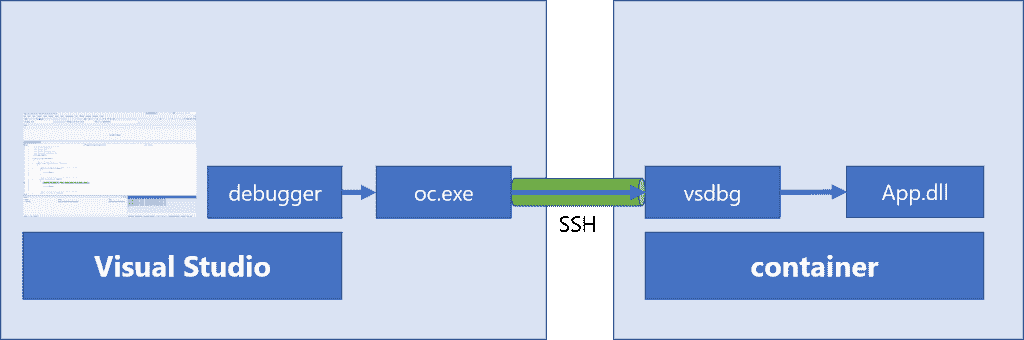 debugger
oc.exe
SSH
vsdbg
App.dll
Visual Studio
container